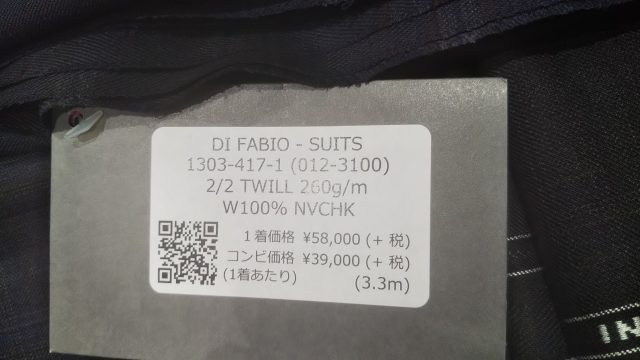 DI FABIO - SUITS
1303-417-1 (012-3100)
2/2 TWILL 260g/m
W100% NVCHK
1着価格 ¥58,000 (+ 税)
コンビ価格 ¥39,000 (+ 税)
(1着あたり) (3.3m)
IN